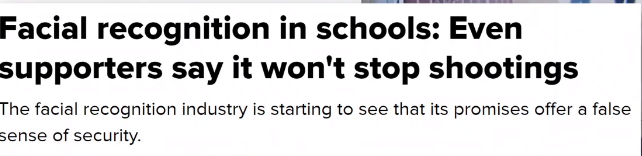 Facial recognition in schools: Even
supporters say it won't stop shootings
The facial recognition industry is starting to see that its promises offer a false
sense of security.